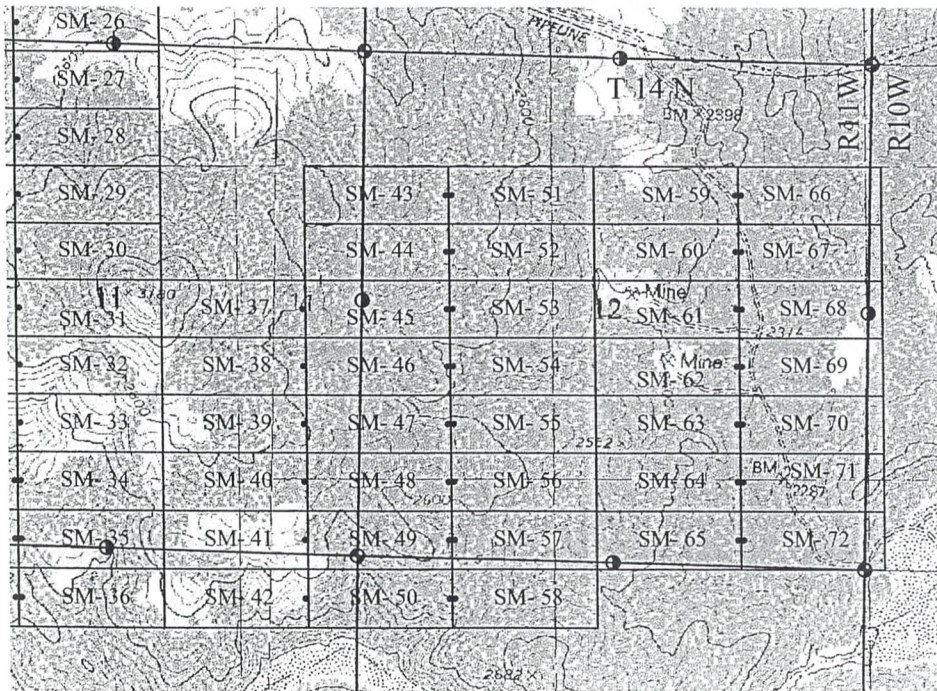 SM- 26
PIPELINE
SM- 27
T 14 N
2600
BM × 2398
R11W
R10W
SM- 28
SM- 29
SM- 43
SM- 51
SM- 59
SM- 66
SM- 30
SM- 44
SM- 52
SM- 60
SM- 67
11
× 3180
SM- 31
SM- 37
11
SM- 45
SM- 53
12
Mine
SM- 61
SM- 68
2314
SM- 32
SM- 38
SM- 46
SM- 54
Mine
SM- 62
SM- 69
SM- 33
SM- 39
SM- 47
SM- 55
2552 ×
SM- 63
SM- 70
SM- 34
SM- 40
SM- 48
2600
SM- 56
SM- 64
BM
SM- 71
2287
SM- 35
SM- 41
SM- 49
SM- 57
SM- 65
SM- 72
SM- 36
SM- 42
SM- 50
SM- 58
2682 ×